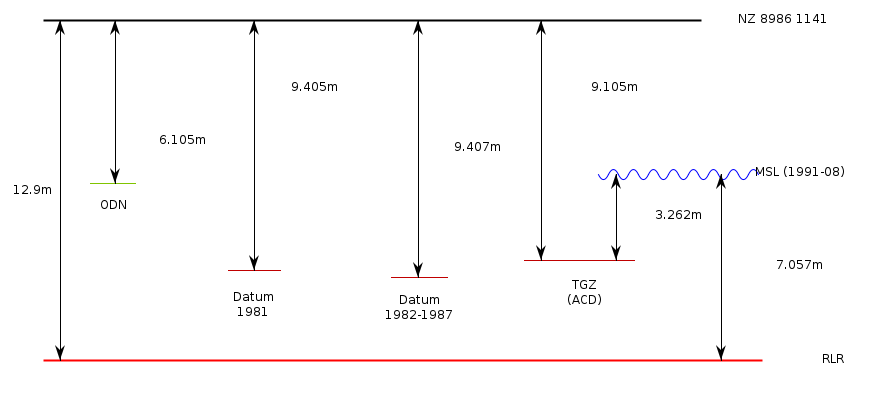 NZ 8986 1141
9.405m
9.105m
6.105m
9.407m
MSL (1991-08)
12.9m
ODN
3.262m
7.057m
TGZ
(ACD)
Datum
1981
Datum
1982-1987
RLR